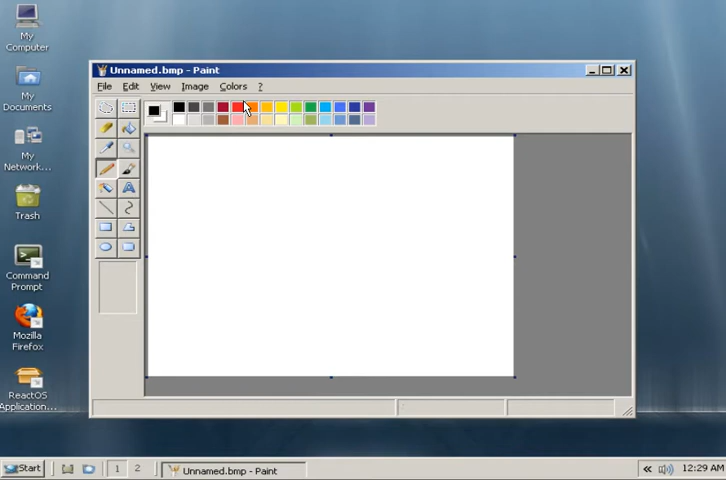 My
Computer
My
Documents
My
Network...
Trash
Command
Prompt
Mozilla
Firefox
ReactOS
Application...
Unnamed.bmp - Paint
File Edit View Image Colors ?
Start 1 2 Unnamed.bmp - Paint 12:29 AM